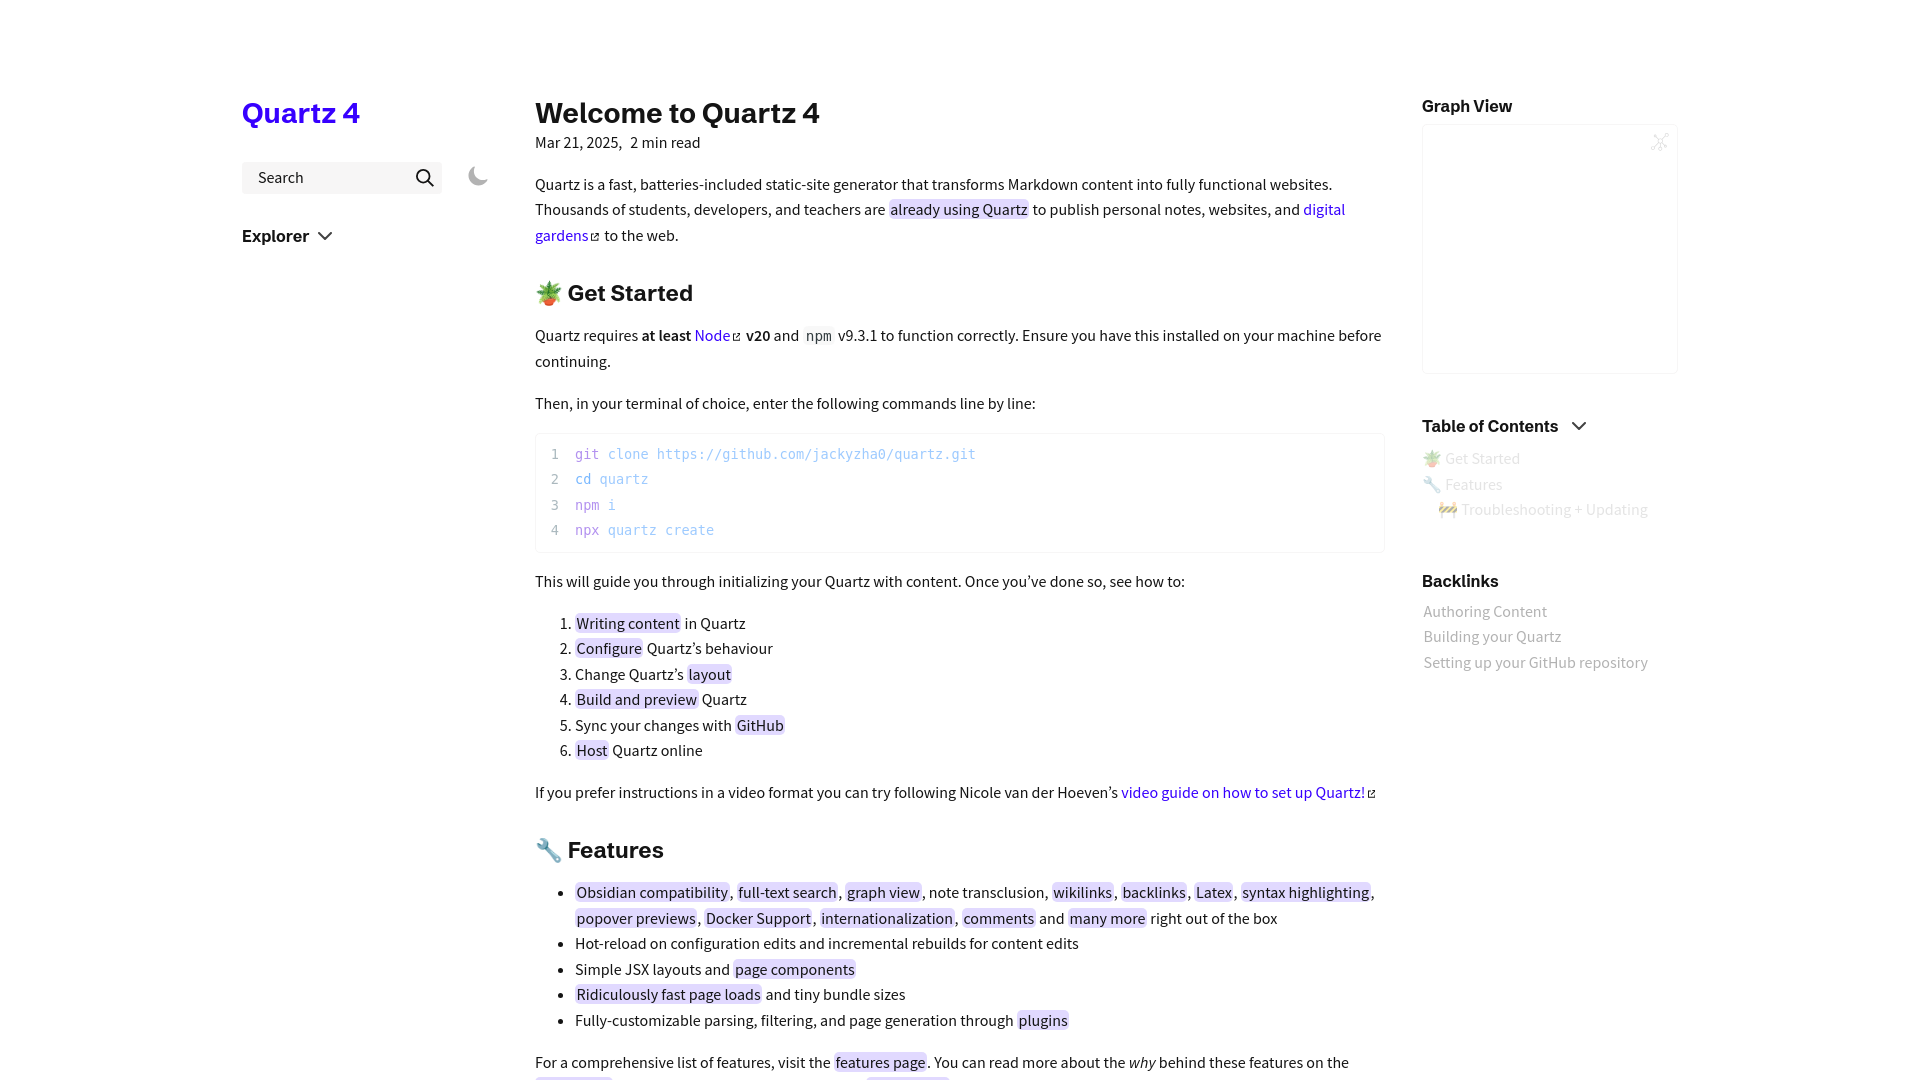 Quartz 4
Search
Explorer
Welcome to Quartz 4
Mar 21, 2025, 2 min read
Quartz is a fast, batteries-included static-site generator that transforms Markdown content into fully functional websites.
Thousands of students, developers, and teachers are already using Quartz to publish personal notes, websites, and digital
gardens to the web.
🪴 Get Started
Quartz requires at least Node v20 and npm v9.3.1 to function correctly. Ensure you have this installed on your machine before
continuing.
Then, in your terminal of choice, enter the following commands line by line:
1 git clone https://github.com/jackyzha0/quartz.git
2 cd quartz
3 npm i
4 npx quartz create
This will guide you through initializing your Quartz with content. Once you’ve done so, see how to:
1. Writing content in Quartz
2. Configure Quartz’s behaviour
3. Change Quartz’s layout
4. Build and preview Quartz
5. Sync your changes with GitHub
6. Host Quartz online
If you prefer instructions in a video format you can try following Nicole van der Hoeven’s video guide on how to set up Quartz!
🔧 Features
• Obsidian compatibility, full-text search, graph view, note transclusion, wikilinks, backlinks, Latex, syntax highlighting,
popover previews, Docker Support, internationalization, comments and many more right out of the box
• Hot-reload on configuration edits and incremental rebuilds for content edits
• Simple JSX layouts and page components
• Ridiculously fast page loads and tiny bundle sizes
• Fully-customizable parsing, filtering, and page generation through plugins
For a comprehensive list of features, visit the features page. You can read more about the why behind these features on the
Graph View
Table of Contents
🪴 Get Started
🔧 Features
🚧 Troubleshooting + Updating
Backlinks
Authoring Content
Building your Quartz
Setting up your GitHub repository